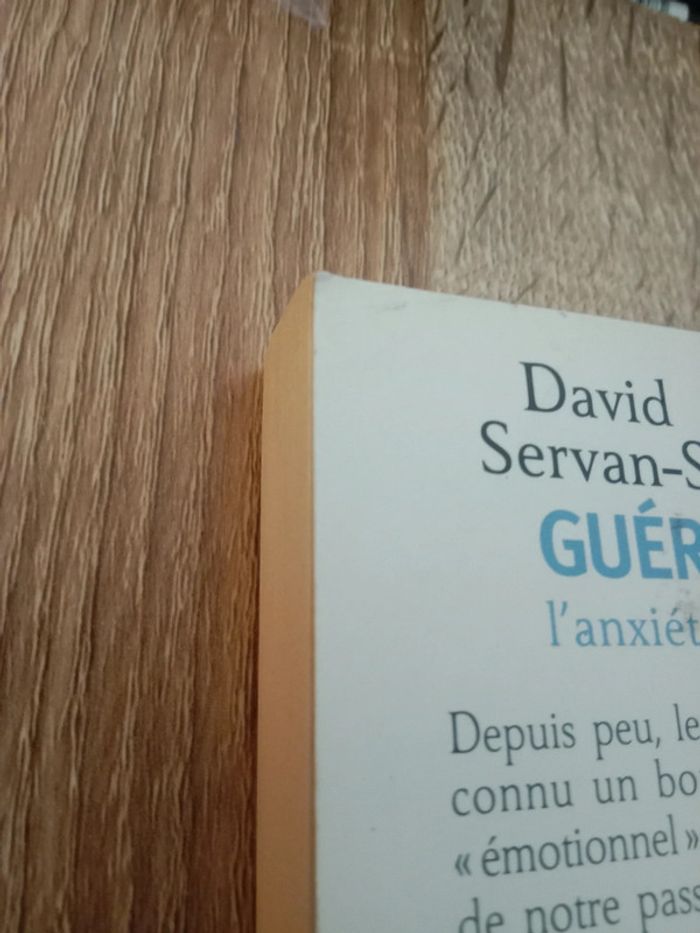 David
Servan-S
GUÉR
l'anxiét
Depuis peu, le
connu un bo
« émotionnel »
de notre pass